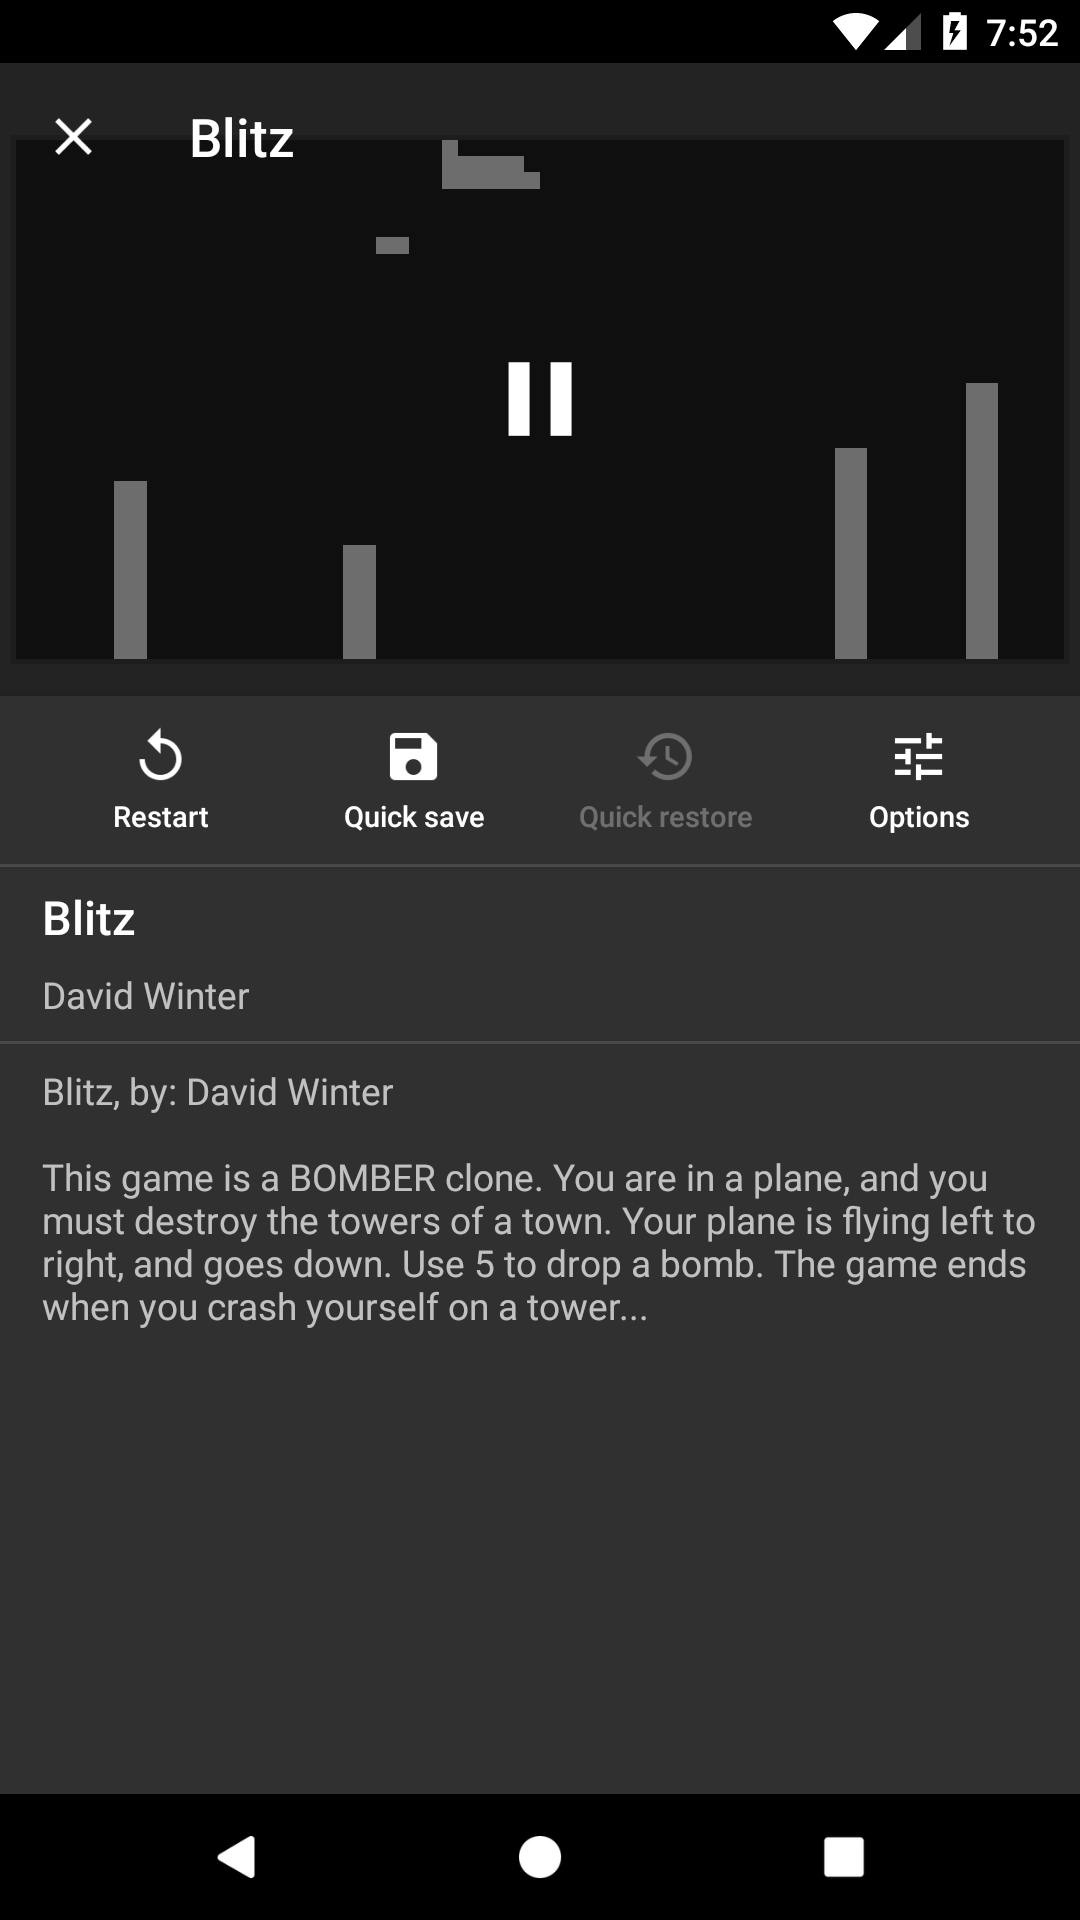 7:52
Blitz
Restart
Quick save
Quick restore
Options
Blitz
David Winter
Blitz, by: David Winter
This game is a BOMBER clone. You are in a plane, and you
must destroy the towers of a town. Your plane is flying left to
right, and goes down. Use 5 to drop a bomb. The game ends
when you crash yourself on a tower...